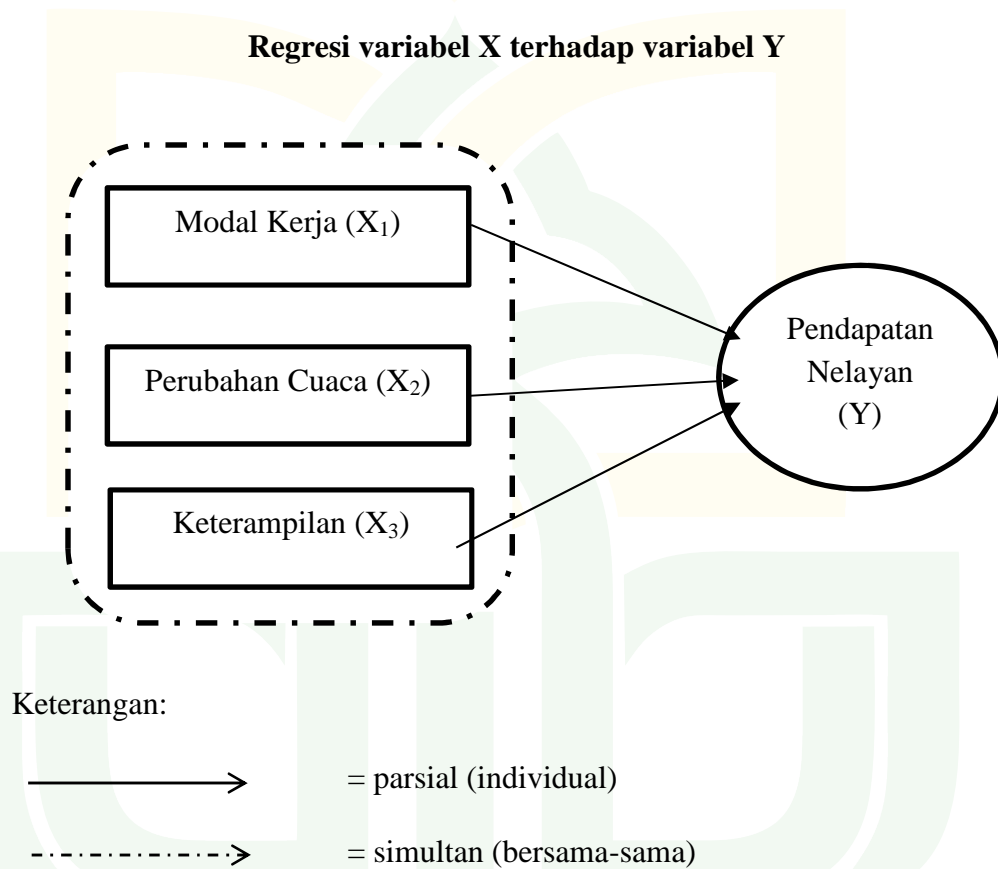 Regresi variabel X terhadap variabel Y
Modal Kerja (X₁)
Perubahan Cuaca (X₂)
Keterampilan (X₃)
Pendapatan
Nelayan
(Y)
Keterangan:
= parsial (individual)
= simultan (bersama-sama)